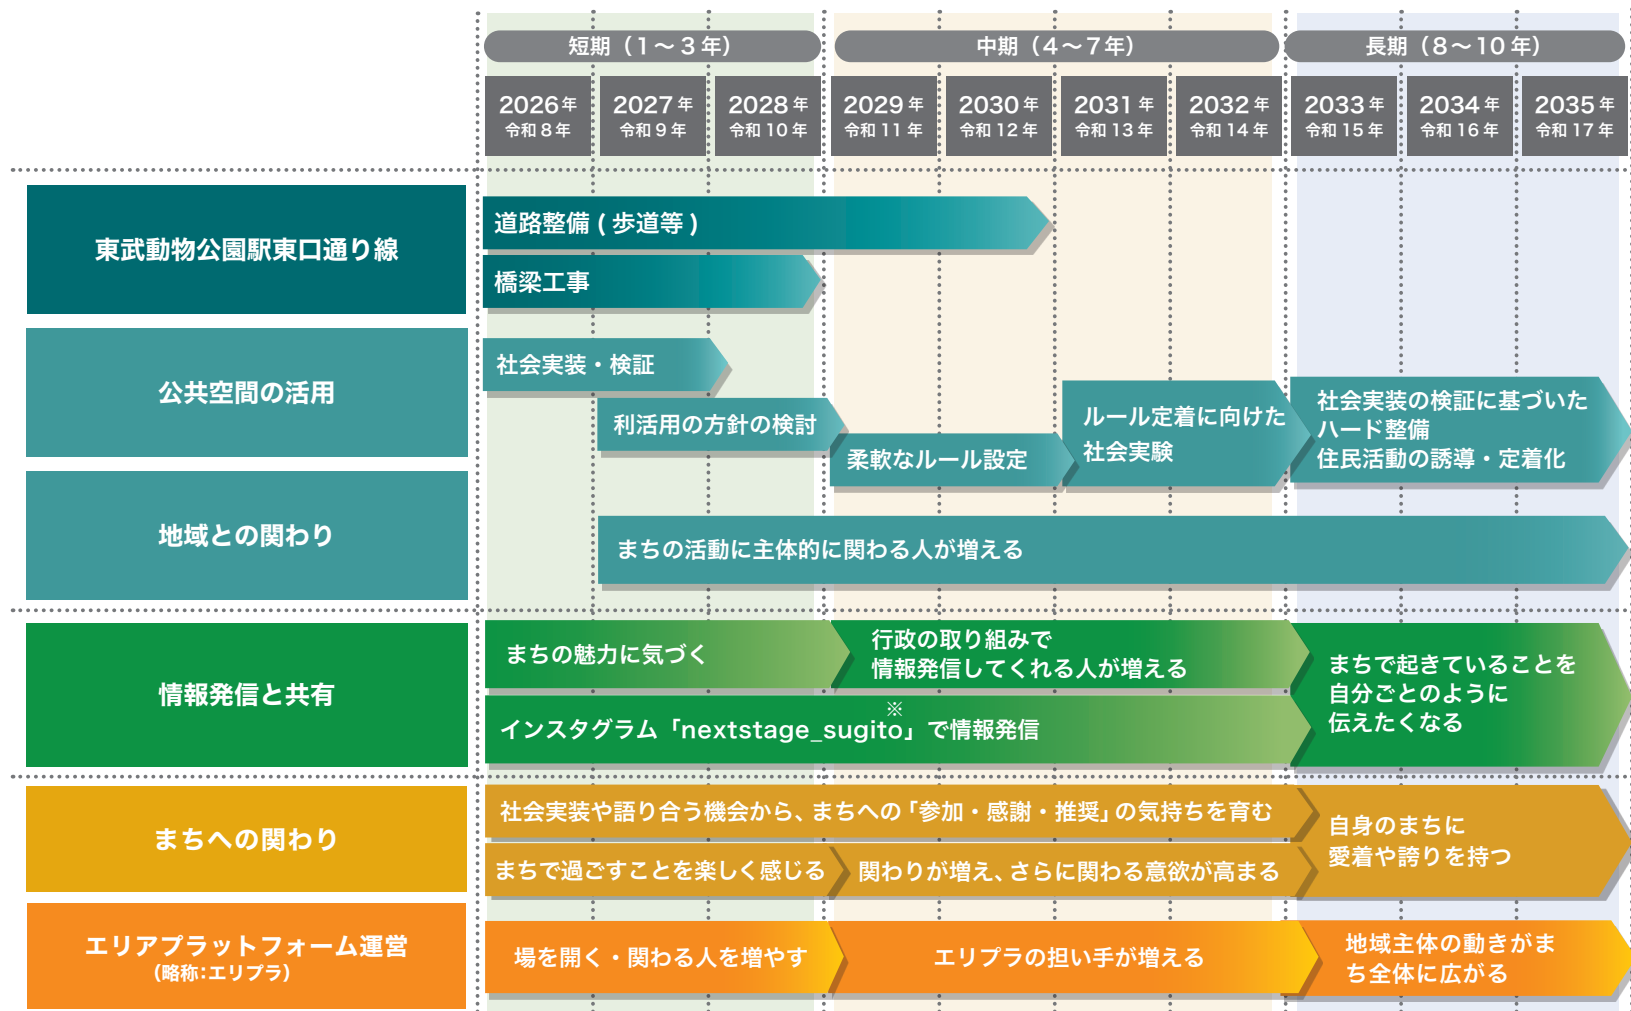 短期（1～3年）
中期（4～7年）
長期（8～10年）
2026年
令和8年
2027年
令和9年
2028年
令和10年
2029年
令和11年
2030年
令和12年
2031年
令和13年
2032年
令和14年
2033年
令和15年
2034年
令和16年
2035年
令和17年
東武動物公園駅東口通り線
道路整備(歩道等)
橋梁工事
公共空間の活用
社会実装・検証
利活用の方針の検討
柔軟なルール設定
ルール定着に向けた
社会実験
社会実装の検証に基づいた
ハード整備
住民活動の誘導・定着化
地域との関わり
まちの活動に主体的に関わる人が増える
情報発信と共有
まちの魅力に気づく
行政の取り組みで
情報発信してくれる人が増える
※
インスタグラム「nextstage_sugito」で情報発信
まちで起きていることを
自分ごとのように
伝えたくなる
まちへの関わり
社会実装や語り合う機会から、まちへの「参加・感謝・推奨」の気持ちを育む
まちで過ごすことを楽しく感じる
関わりが増え、さらに関わる意欲が高まる
自身のまちに
愛着や誇りを持つ
エリアプラットフォーム運営
（略称:エリプラ）
場を開く・関わる人を増やす
エリプラの担い手が増える
地域主体の動きがま
ち全体に広がる